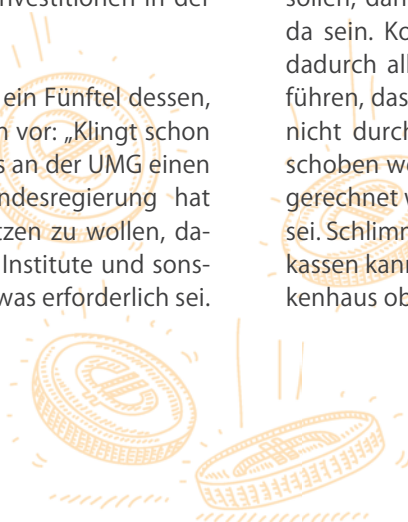 nvestitionen in der
ein Fünftel dessen,
n vor: „Klingt schon
s an der UMG einen
ndesregierung hat
tzen zu wollen, da-
Institute und sons-
was erforderlich sei.
sollen, dan
da sein. Ko
dadurch all
führen, das
nicht durch
schoben we
gerechnet w
sei. Schlimm
kassen kann
kenhaus ob